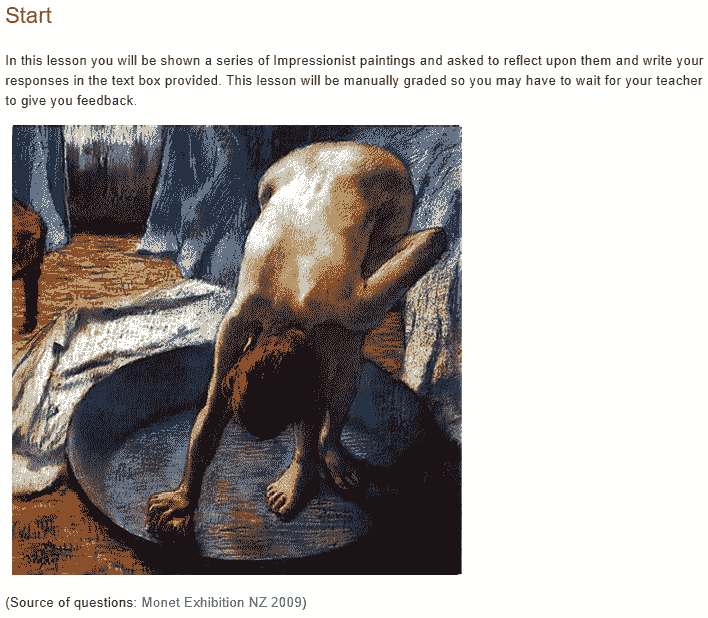 Start
In this lesson you will be shown a series of Impressionist paintings and asked to reflect upon them and write your
responses in the text box provided. This lesson will be manually graded so you may have to wait for your teacher
to give you feedback.
(Source of questions: Monet Exhibition NZ 2009)